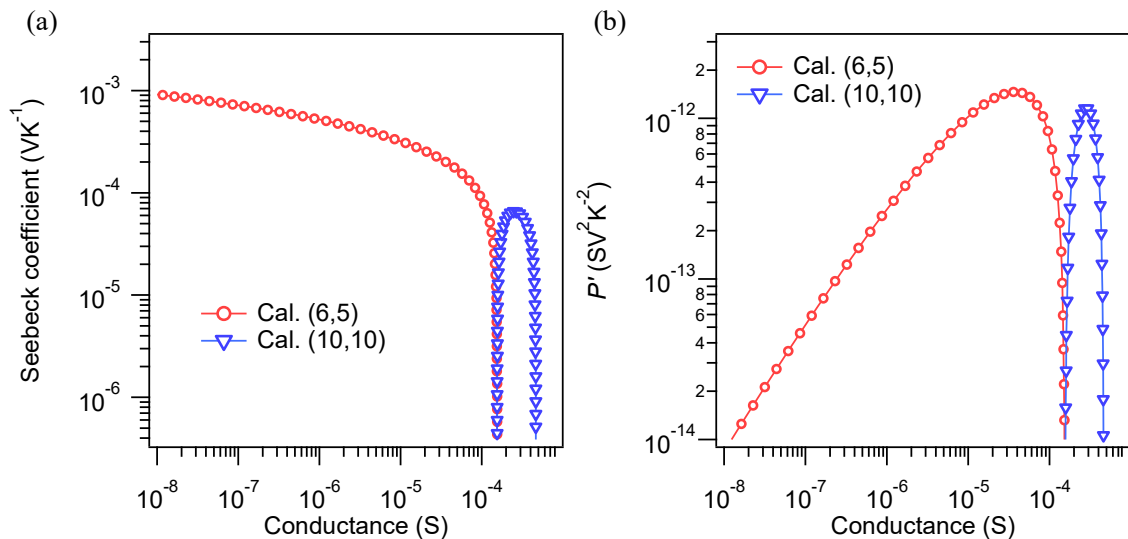 (a)
Seebeck coefficient (VK⁻¹)
10⁻³
10⁻⁴
10⁻⁵
10⁻⁶
Cal. (6,5)
Cal. (10,10)
10⁻⁸
10⁻⁷
10⁻⁶
10⁻⁵
10⁻⁴
Conductance (S)
(b)
P' (SV²K⁻²)
2
10⁻¹²
8
6
4
2
10⁻¹³
8
6
4
2
10⁻¹⁴
Cal. (6,5)
Cal. (10,10)
10⁻⁸
10⁻⁷
10⁻⁶
10⁻⁵
10⁻⁴
Conductance (S)